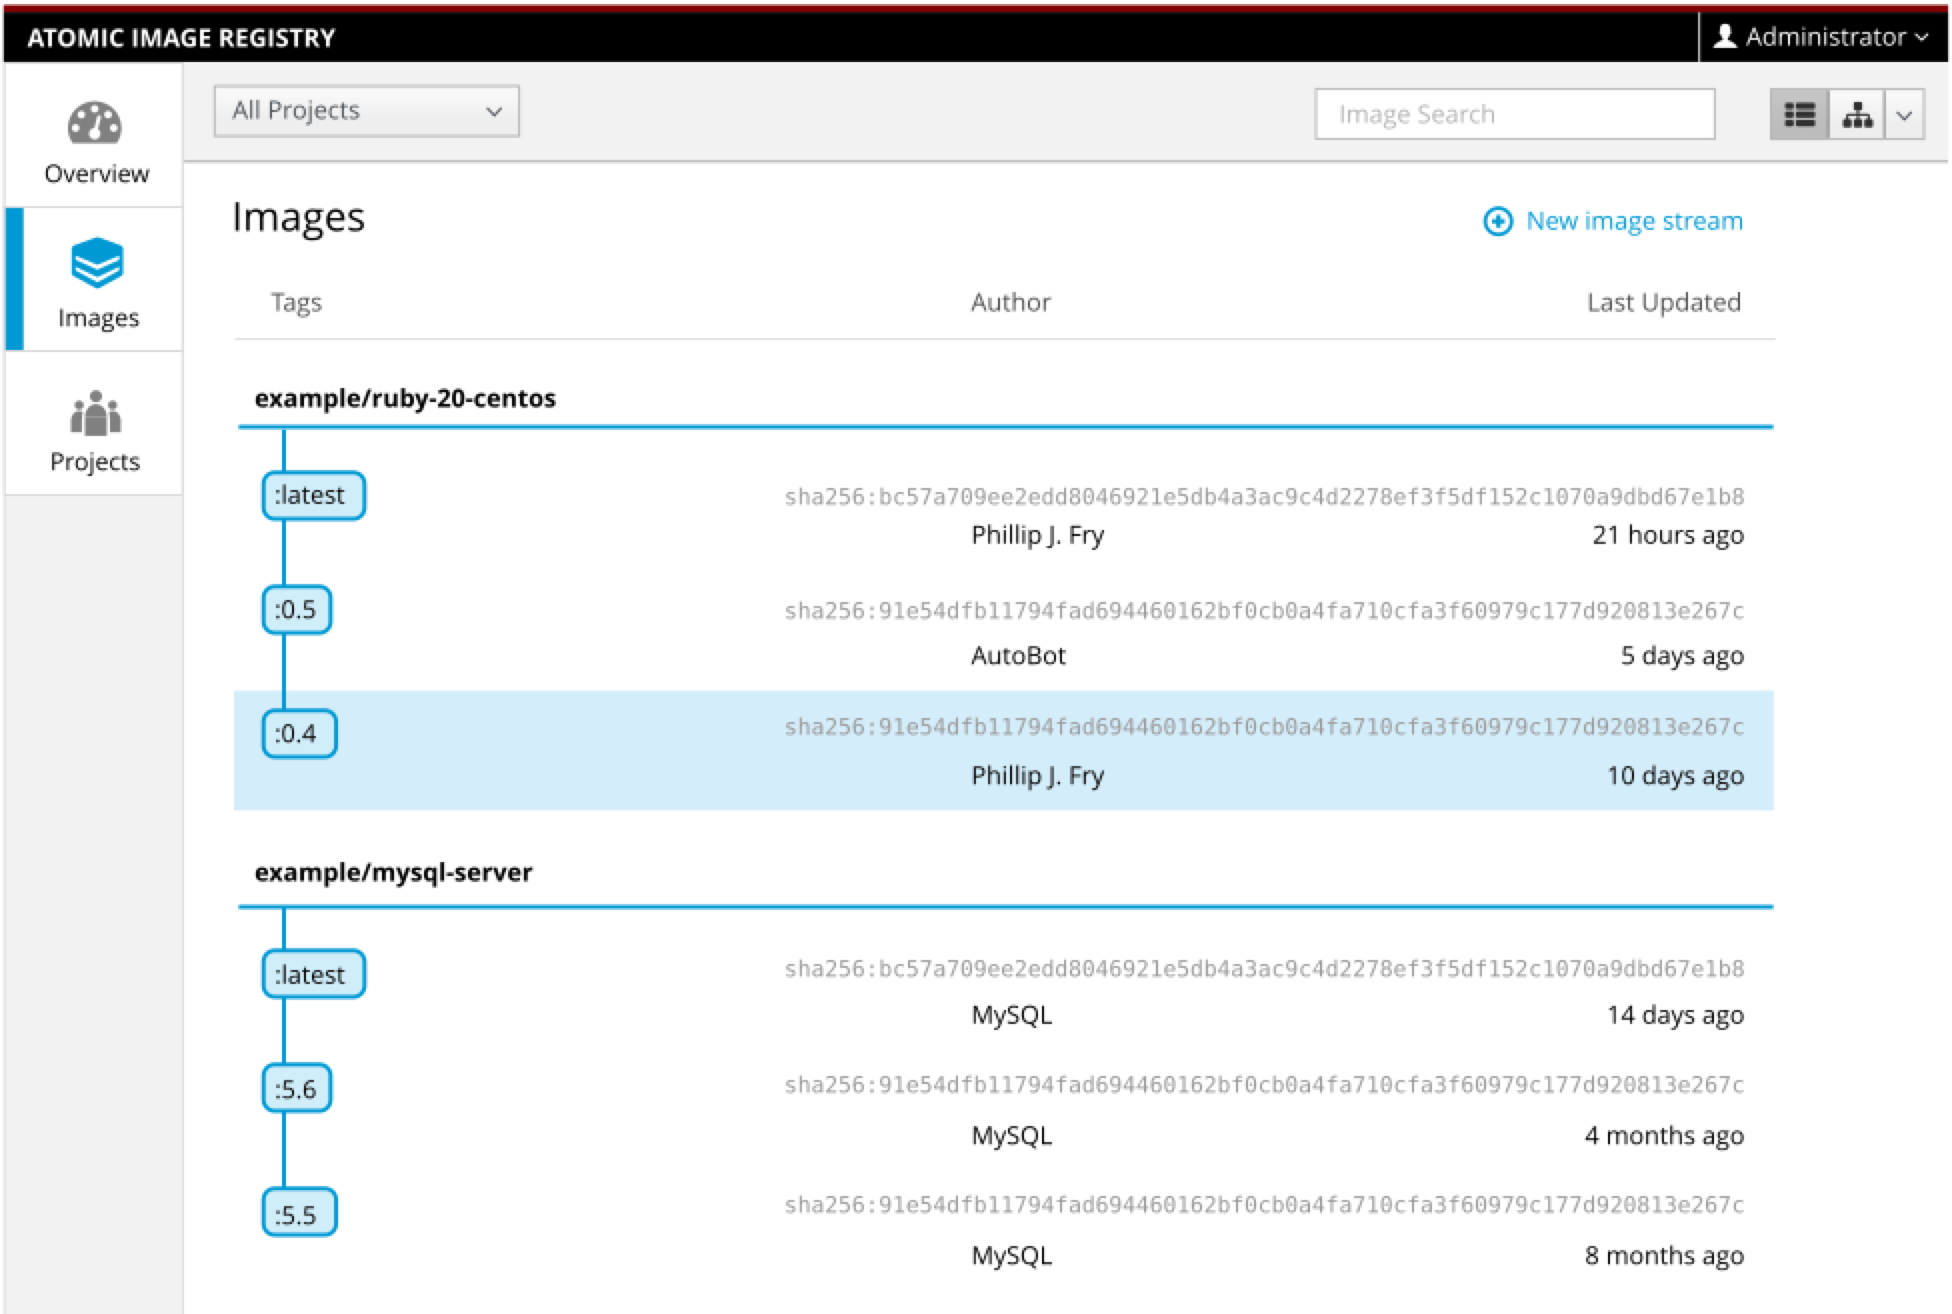 ATOMIC IMAGE REGISTRY
Administrator
All Projects
Image Search
Overview
Images
Projects
Images
New image stream
Tags Author Last Updated
example/ruby-20-centos
:latest sha256:bc57a709ee2edd8046921e5db4a3ac9c4d2278ef3f5df152c1070a9dbd67e1b8
Phillip J. Fry 21 hours ago
:0.5 sha256:91e54dfb11794fad694460162bf0cb0a4fa710cfa3f60979c177d920813e267c
AutoBot 5 days ago
:0.4 sha256:91e54dfb11794fad694460162bf0cb0a4fa710cfa3f60979c177d920813e267c
Phillip J. Fry 10 days ago
example/mysql-server
:latest sha256:bc57a709ee2edd8046921e5db4a3ac9c4d2278ef3f5df152c1070a9dbd67e1b8
MySQL 14 days ago
:5.6 sha256:91e54dfb11794fad694460162bf0cb0a4fa710cfa3f60979c177d920813e267c
MySQL 4 months ago
:5.5 sha256:91e54dfb11794fad694460162bf0cb0a4fa710cfa3f60979c177d920813e267c
MySQL 8 months ago